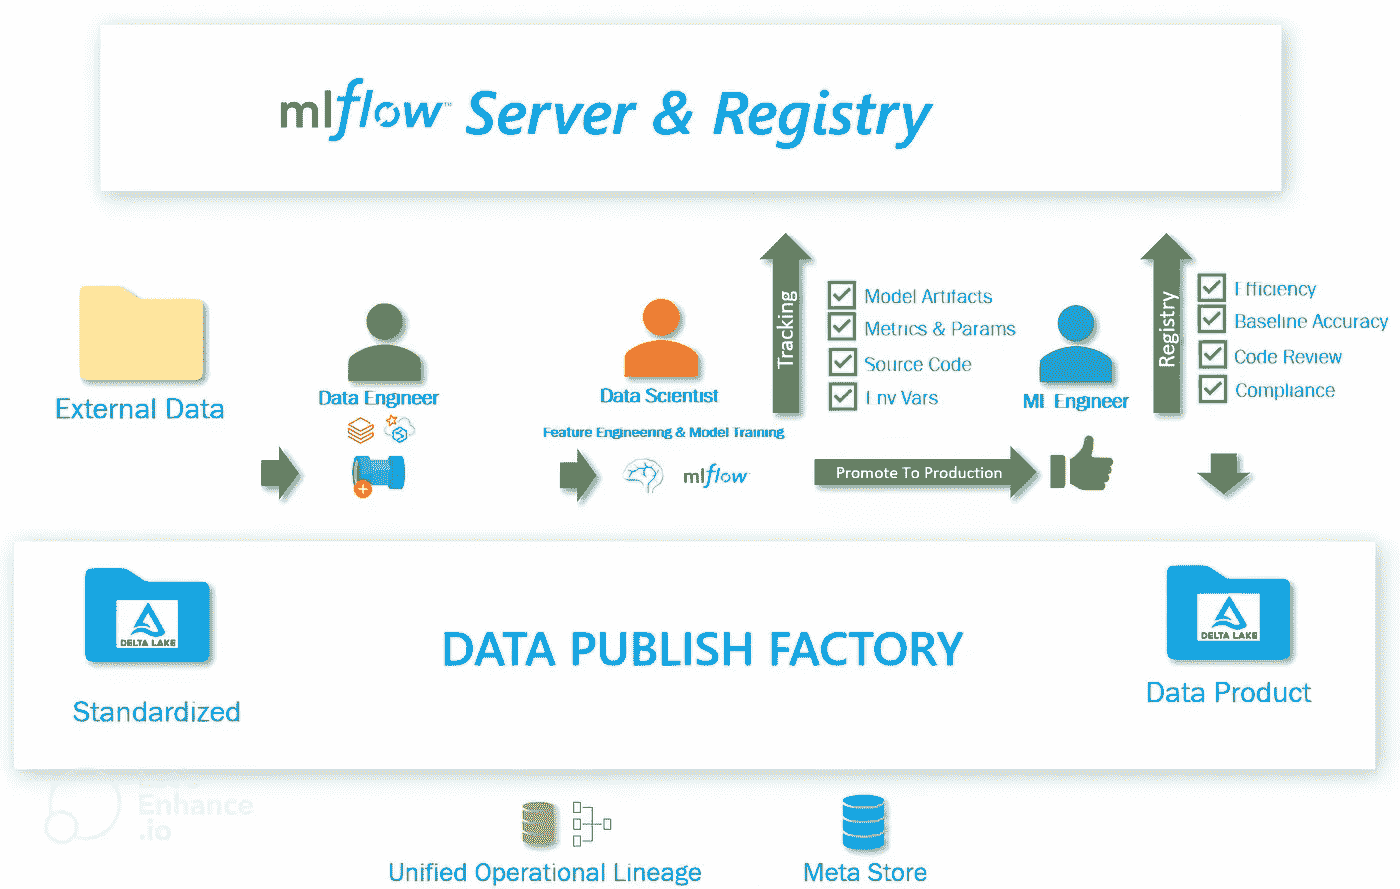 mlflow™ Server & Registry
External Data
Data Engineer
Data Scientist
Feature Engineering & Model Training
mlflow
Tracking
Model Artifacts
Metrics & Params
Source Code
Env Vars
Promote To Production
ML Engineer
Registry
Efficiency
Baseline Accuracy
Code Review
Compliance
DELTA LAKE
Standardized
DATA PUBLISH FACTORY
DELTA LAKE
Data Product
Enhance
.io
Unified Operational Lineage
Meta Store